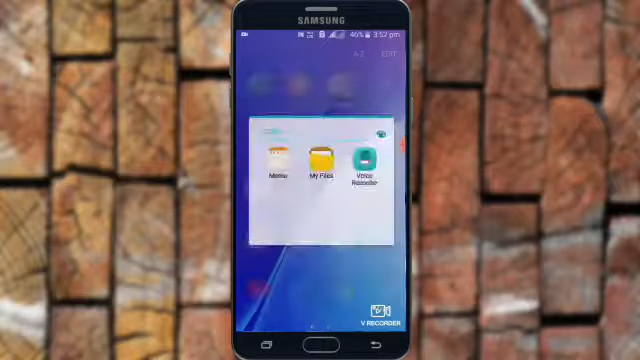 SAMSUNG
46% 3:52 pm
A-Z EDIT
Memo My Files Voice Recorder
V RECORDER